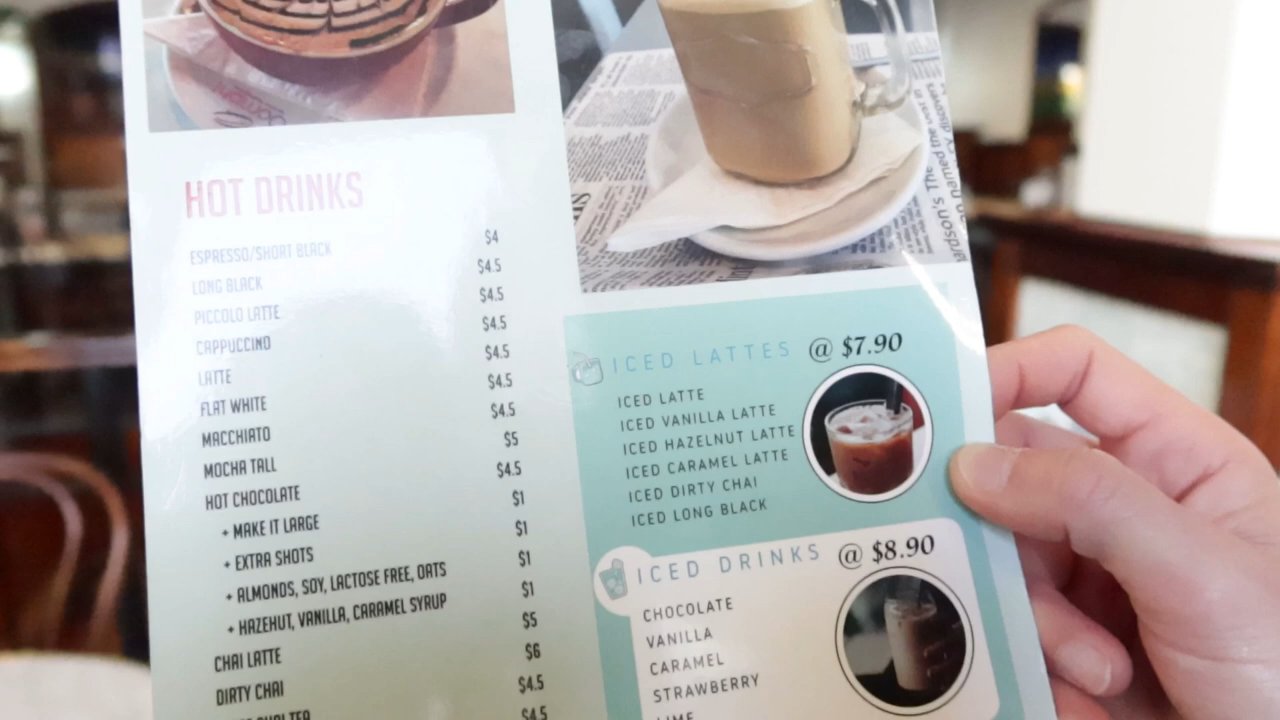 HOT DRINKS
ESPRESSO/SHORT BLACK $4
LONG BLACK $4.5
PICCOLO LATTE $4.5
CAPPUCCINO $4.5
LATTE $4.5
FLAT WHITE $4.5
MACCHIATO $4.5
MOCHA TALL $5
HOT CHOCOLATE $4.5
+ MAKE IT LARGE $1
+ EXTRA SHOTS $1
+ ALMONDS, SOY, LACTOSE FREE, OATS $1
+ HAZEHUT, VANILLA, CARAMEL SYRUP $1
CHAI LATTE $5
DIRTY CHAI $6
$4.5
$4.5
ICED LATTES @ $7.90
ICED LATTE
ICED VANILLA LATTE
ICED HAZELNUT LATTE
ICED CARAMEL LATTE
ICED DIRTY CHAI
ICED LONG BLACK
ICED DRINKS @ $8.90
CHOCOLATE
VANILLA
CARAMEL
STRAWBERRY
LIME